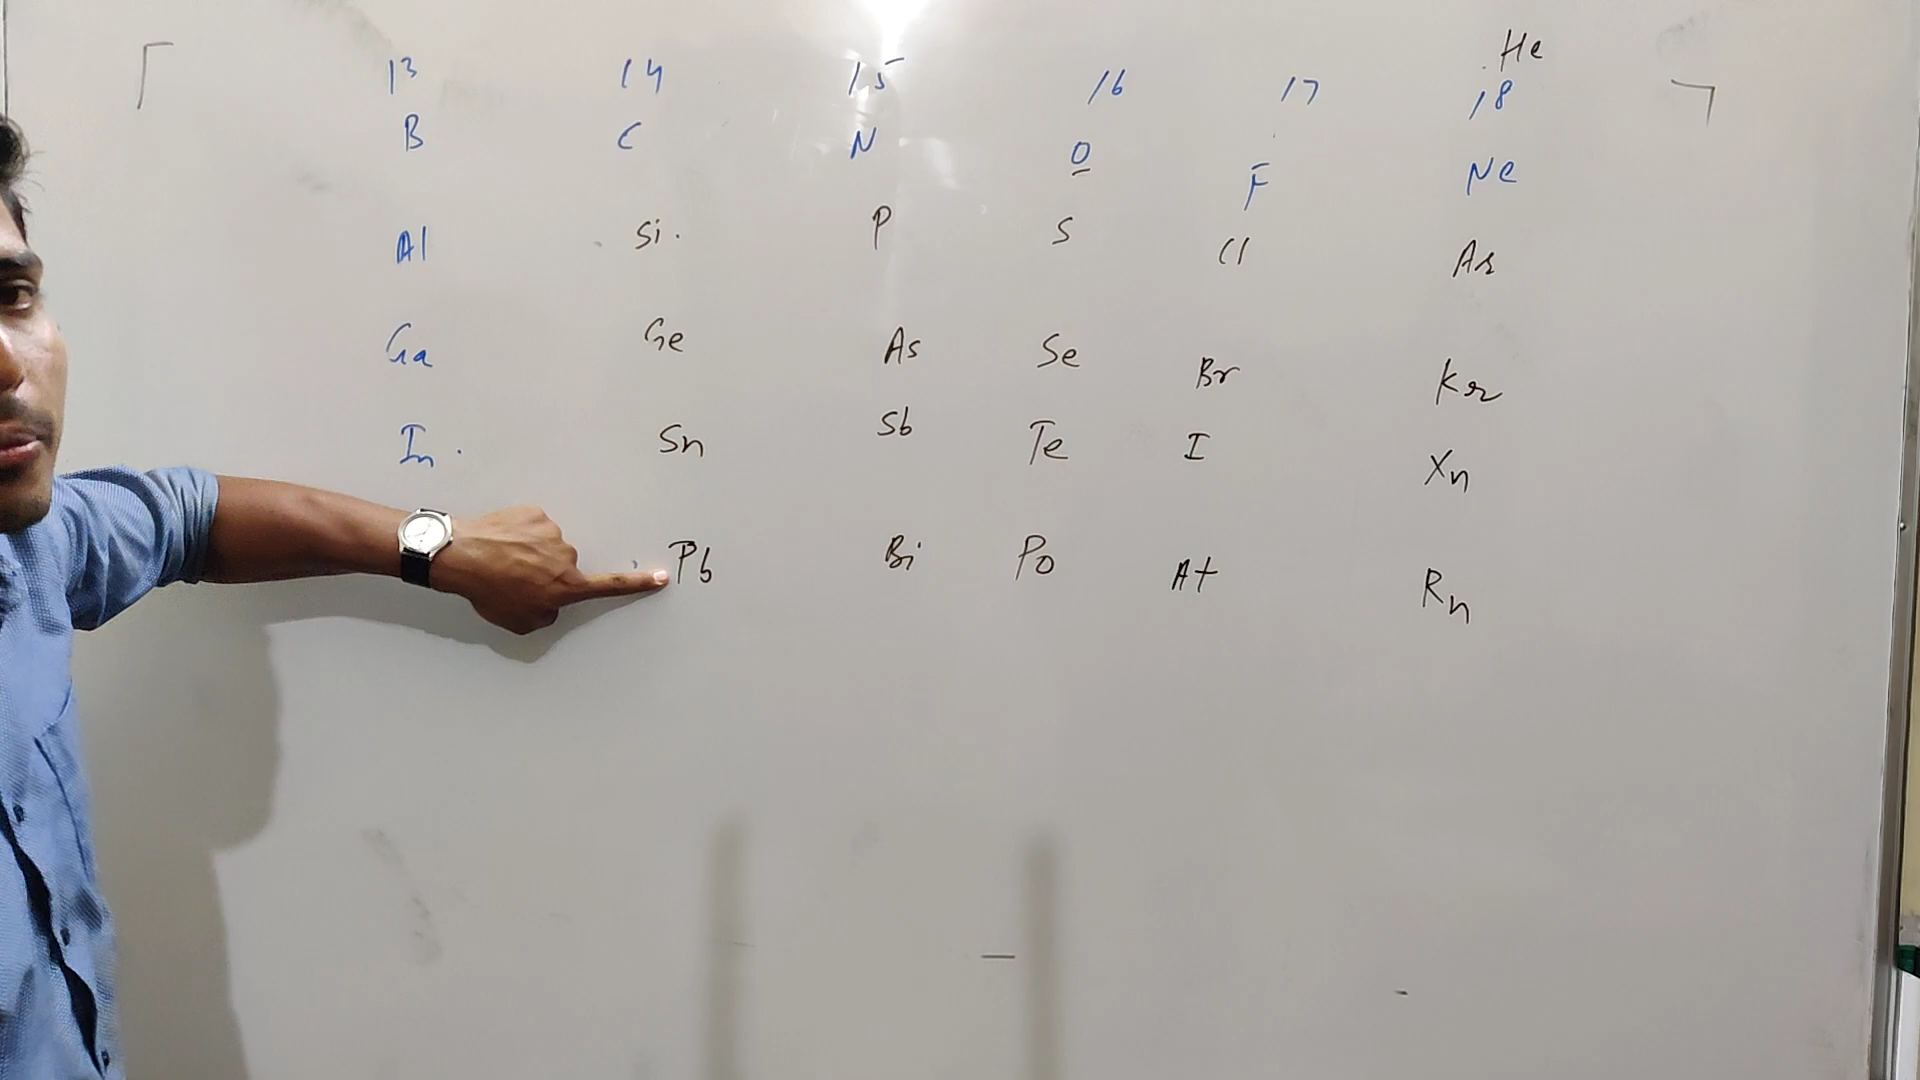 He
13 14 15 16 17 18
B C N O F Ne
Al Si. P S Cl Ar
Ga Ge As Se Br Kr
In. Sn Sb Te I Xn
Pb Bi Po At Rn